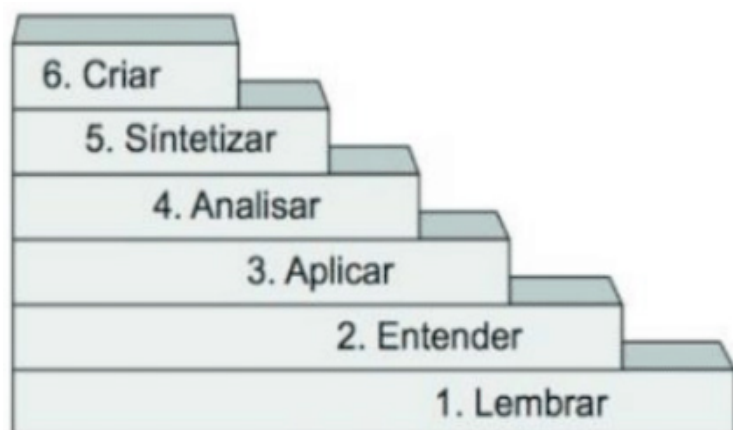 6. Criar
5. Síntetizar
4. Analisar
3. Aplicar
2. Entender
1. Lembrar